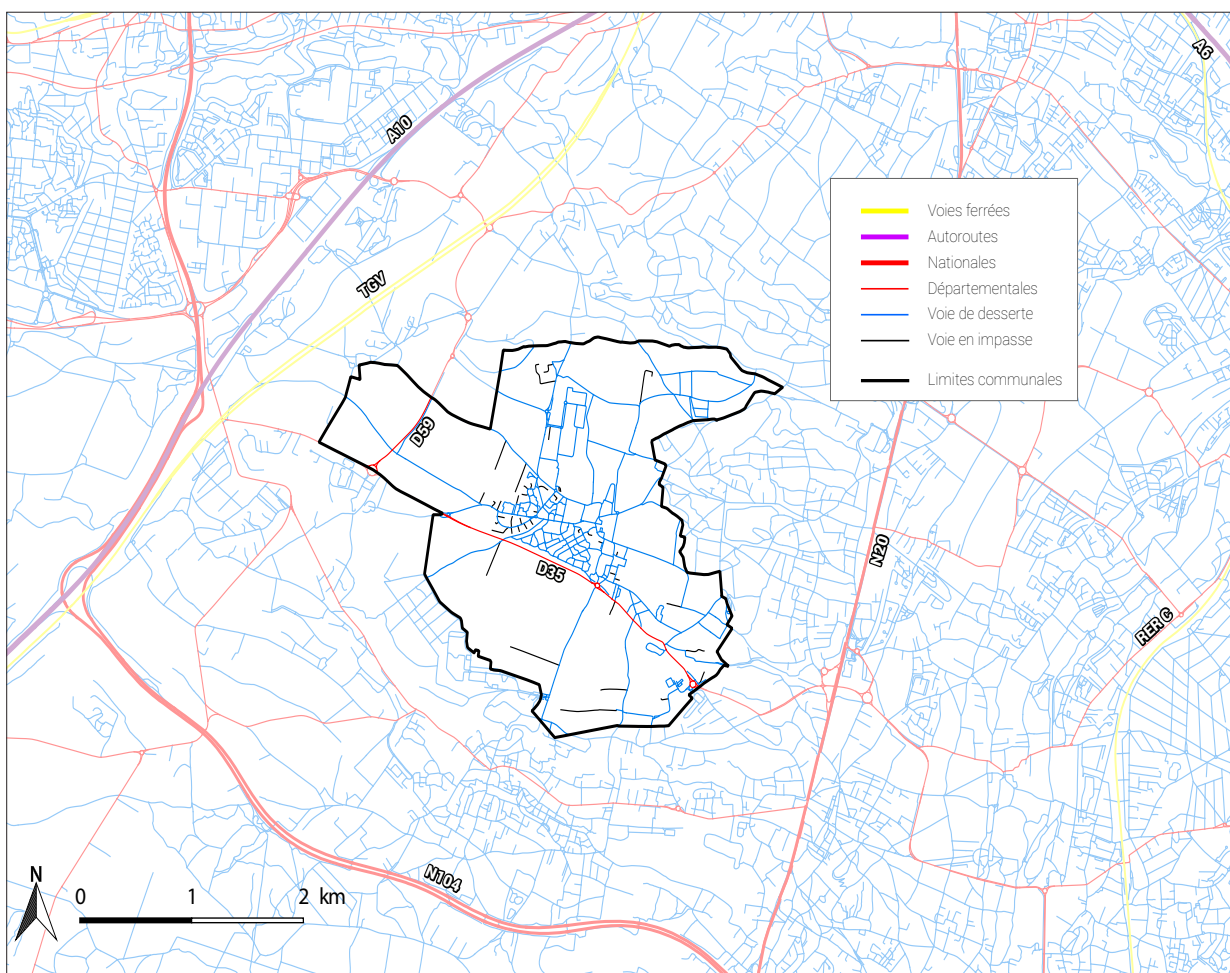 A6
A10
TGV
Voies ferrées
Autoroutes
Nationales
Départementales
Voie de desserte
Voie en impasse
Limites communales
D59
D35
N20
RER C
N104
N
0 1 2 km